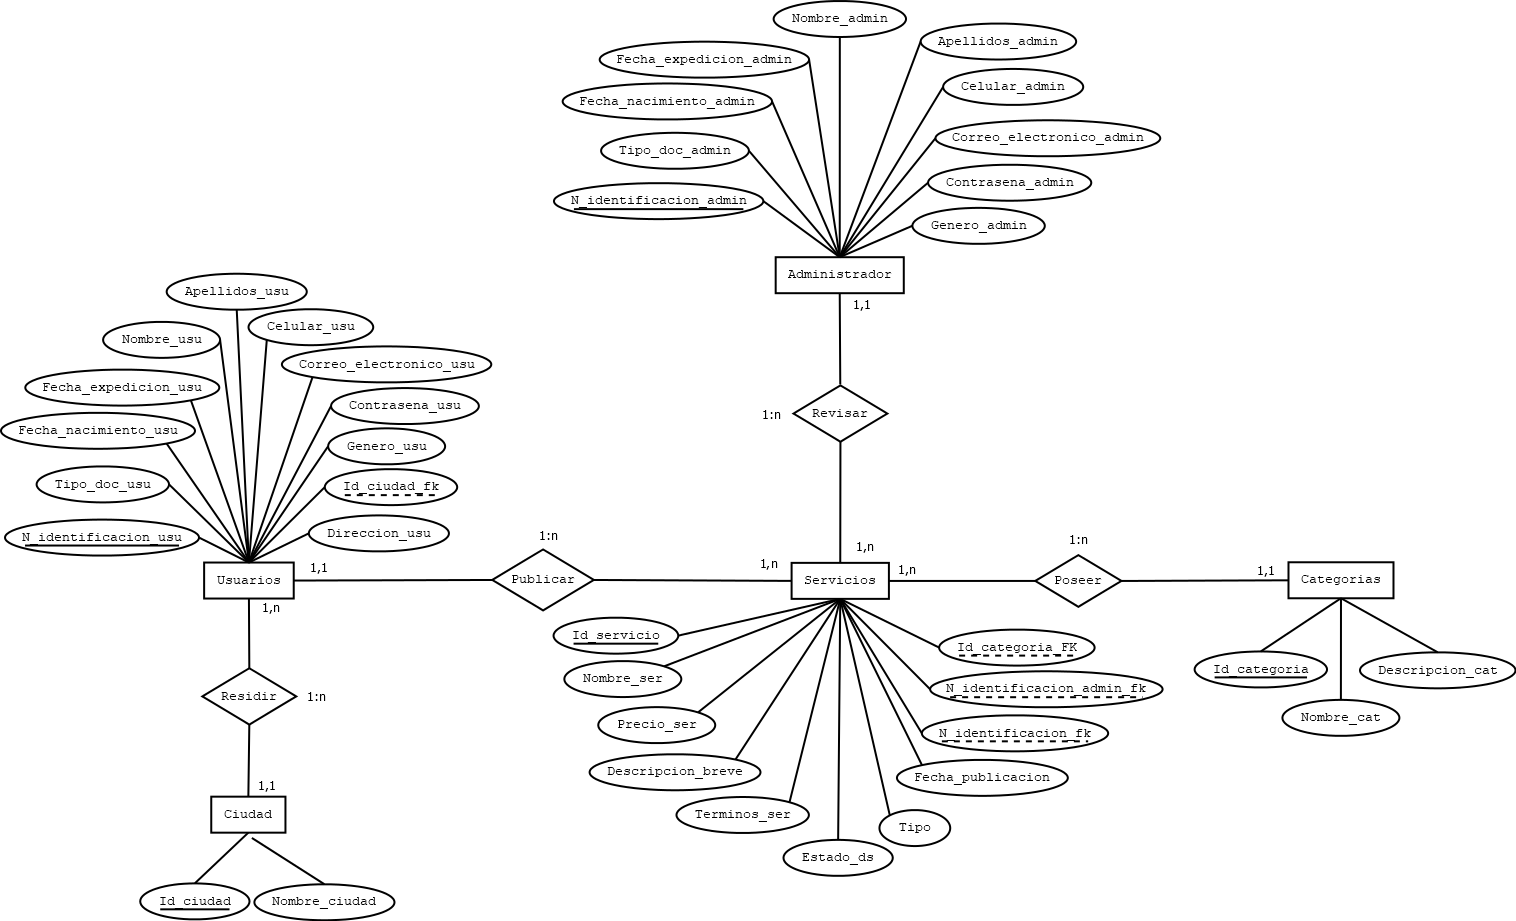 Nombre_admin
Apellidos_admin
Fecha_expedicion_admin
Celular_admin
Fecha_nacimiento_admin
Correo_electronico_admin
Tipo_doc_admin
Contrasena_admin
N_identificacion_admin
Genero_admin
Administrador
1,1
Revisar
1:n
1,n
Apellidos_usu
Celular_usu
Nombre_usu
Correo_electronico_usu
Fecha_expedicion_usu
Contrasena_usu
Fecha_nacimiento_usu
Genero_usu
Tipo_doc_usu
Id_ciudad_fk
N_identificacion_usu
Direccion_usu
Usuarios
1,1
1:n
Publicar
1,n
Servicios
1,n
1:n
Poseer
1,1
Categorias
1,n
Residir
1:n
1,1
Ciudad
Id_ciudad
Nombre_ciudad
Id_servicio
Nombre_ser
Precio_ser
Descripcion_breve
Terminos_ser
Estado_ds
Tipo
Fecha_publicacion
N_identificacion_fk
N_identificacion_admin_fk
Id_categoria_FK
Id_categoria
Nombre_cat
Descripcion_cat